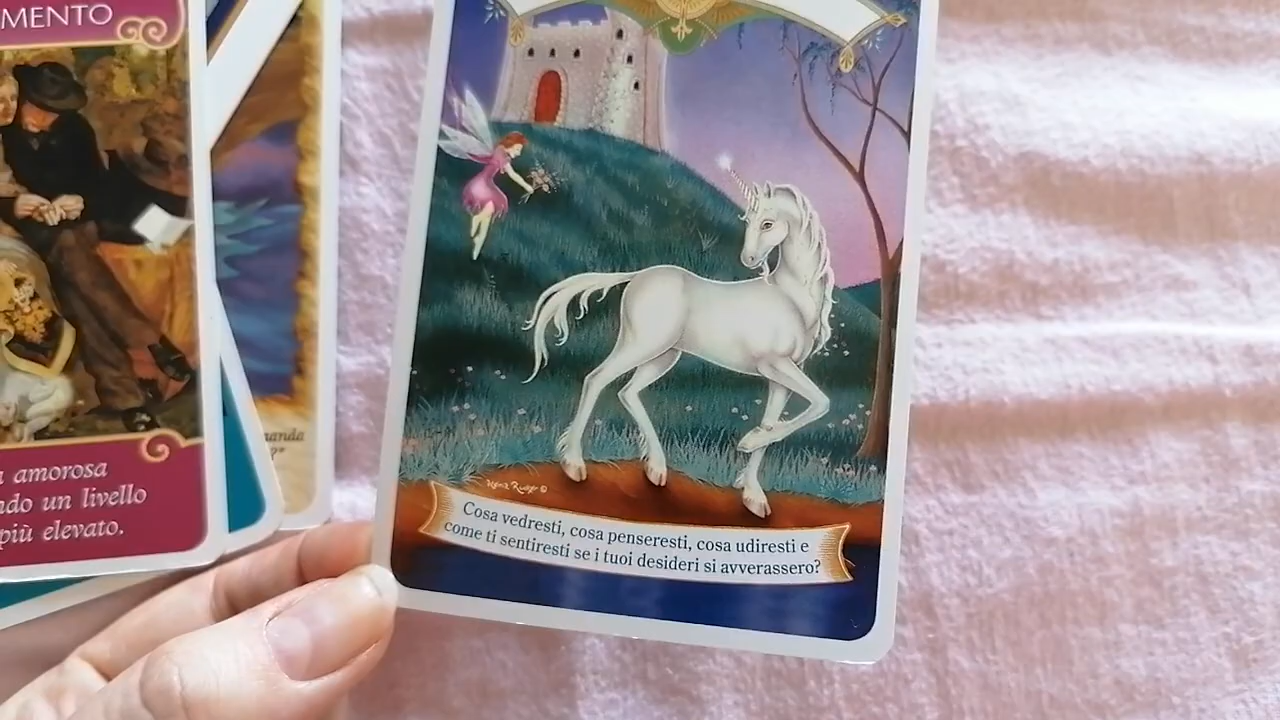 MENTO
amorosa
ndo un livello
più elevato.
anda
Cosa vedresti, cosa penseresti, cosa udiresti e
come ti sentiresti se i tuoi desideri si avverassero?